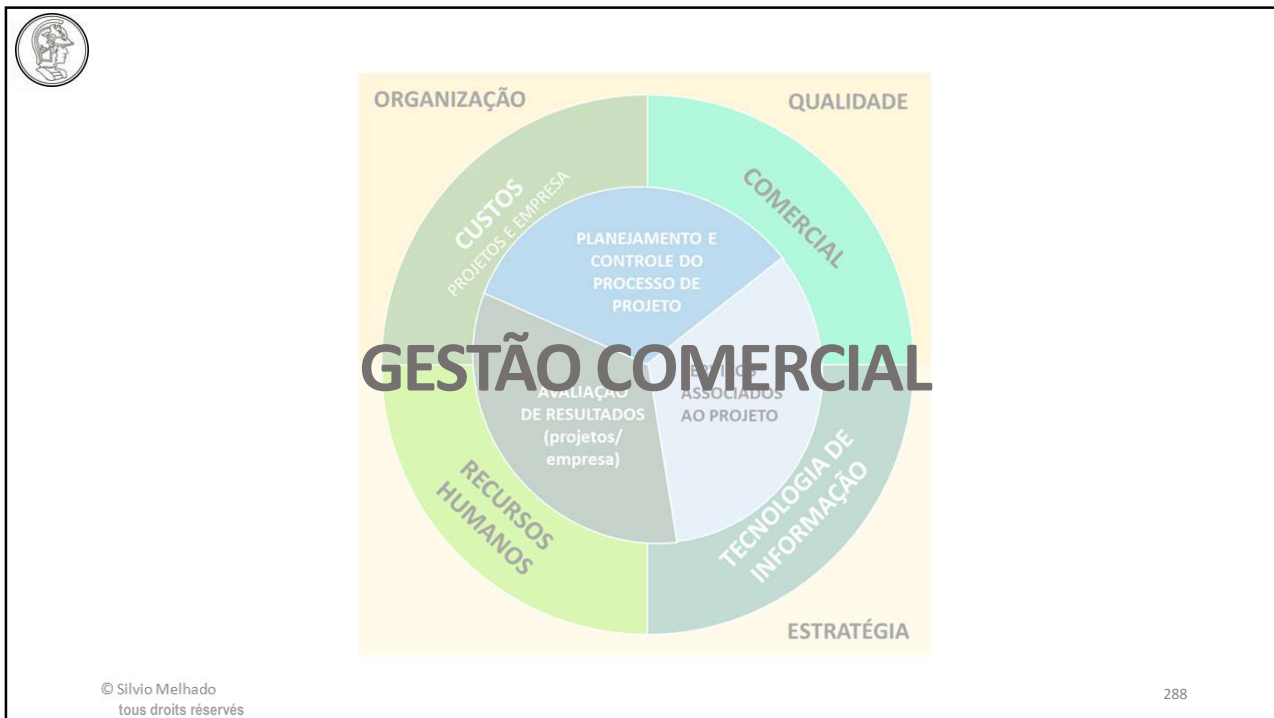 ORGANIZAÇÃO
QUALIDADE
CUSTOS
PROJETOS E EMPRESA
COMERCIAL
PLANEJAMENTO E
CONTROLE DO
PROCESSO DE
PROJETO
GESTÃO COMERCIAL
SERVIÇOS
ASSOCIADOS
AO PROJETO
AVALIAÇÃO
DE RESULTADOS
(projetos/
empresa)
RECURSOS
HUMANOS
TECNOLOGIA DE
INFORMAÇÃO
ESTRATÉGIA
© Silvio Melhado
tous droits réservés
288